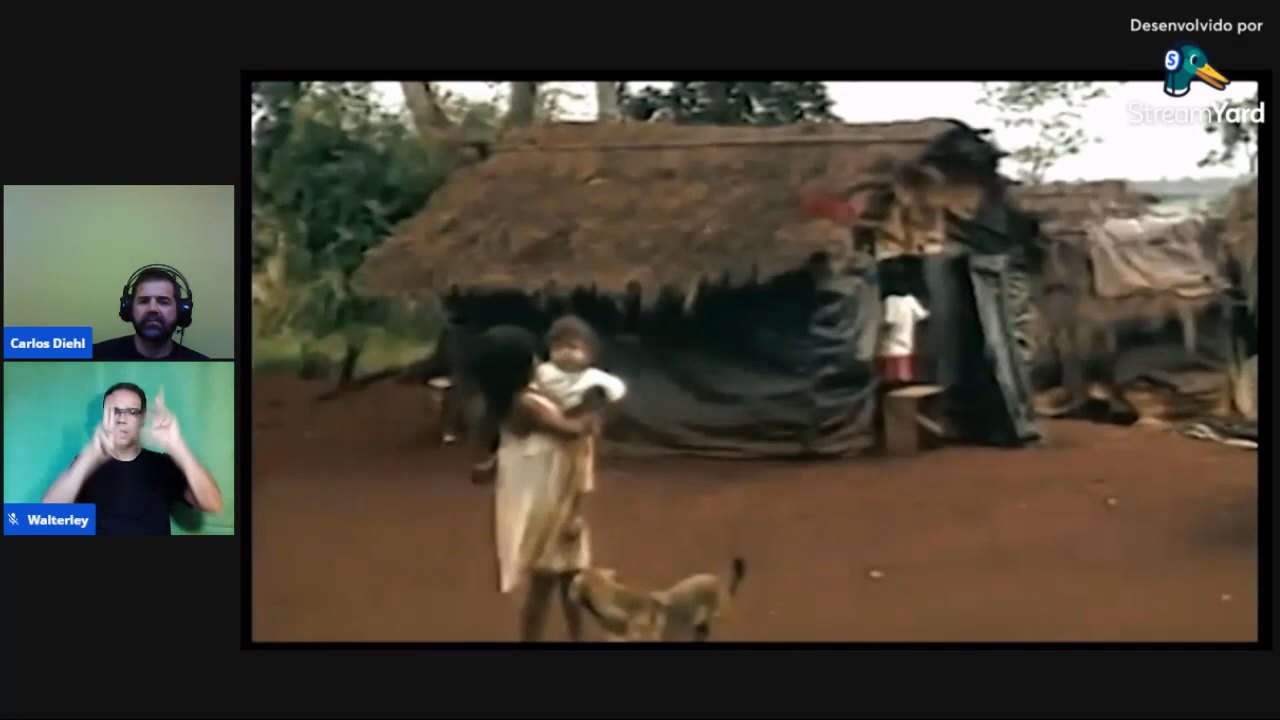 Desenvolvido por
S
StreamYard
Carlos Diehl
Walterley